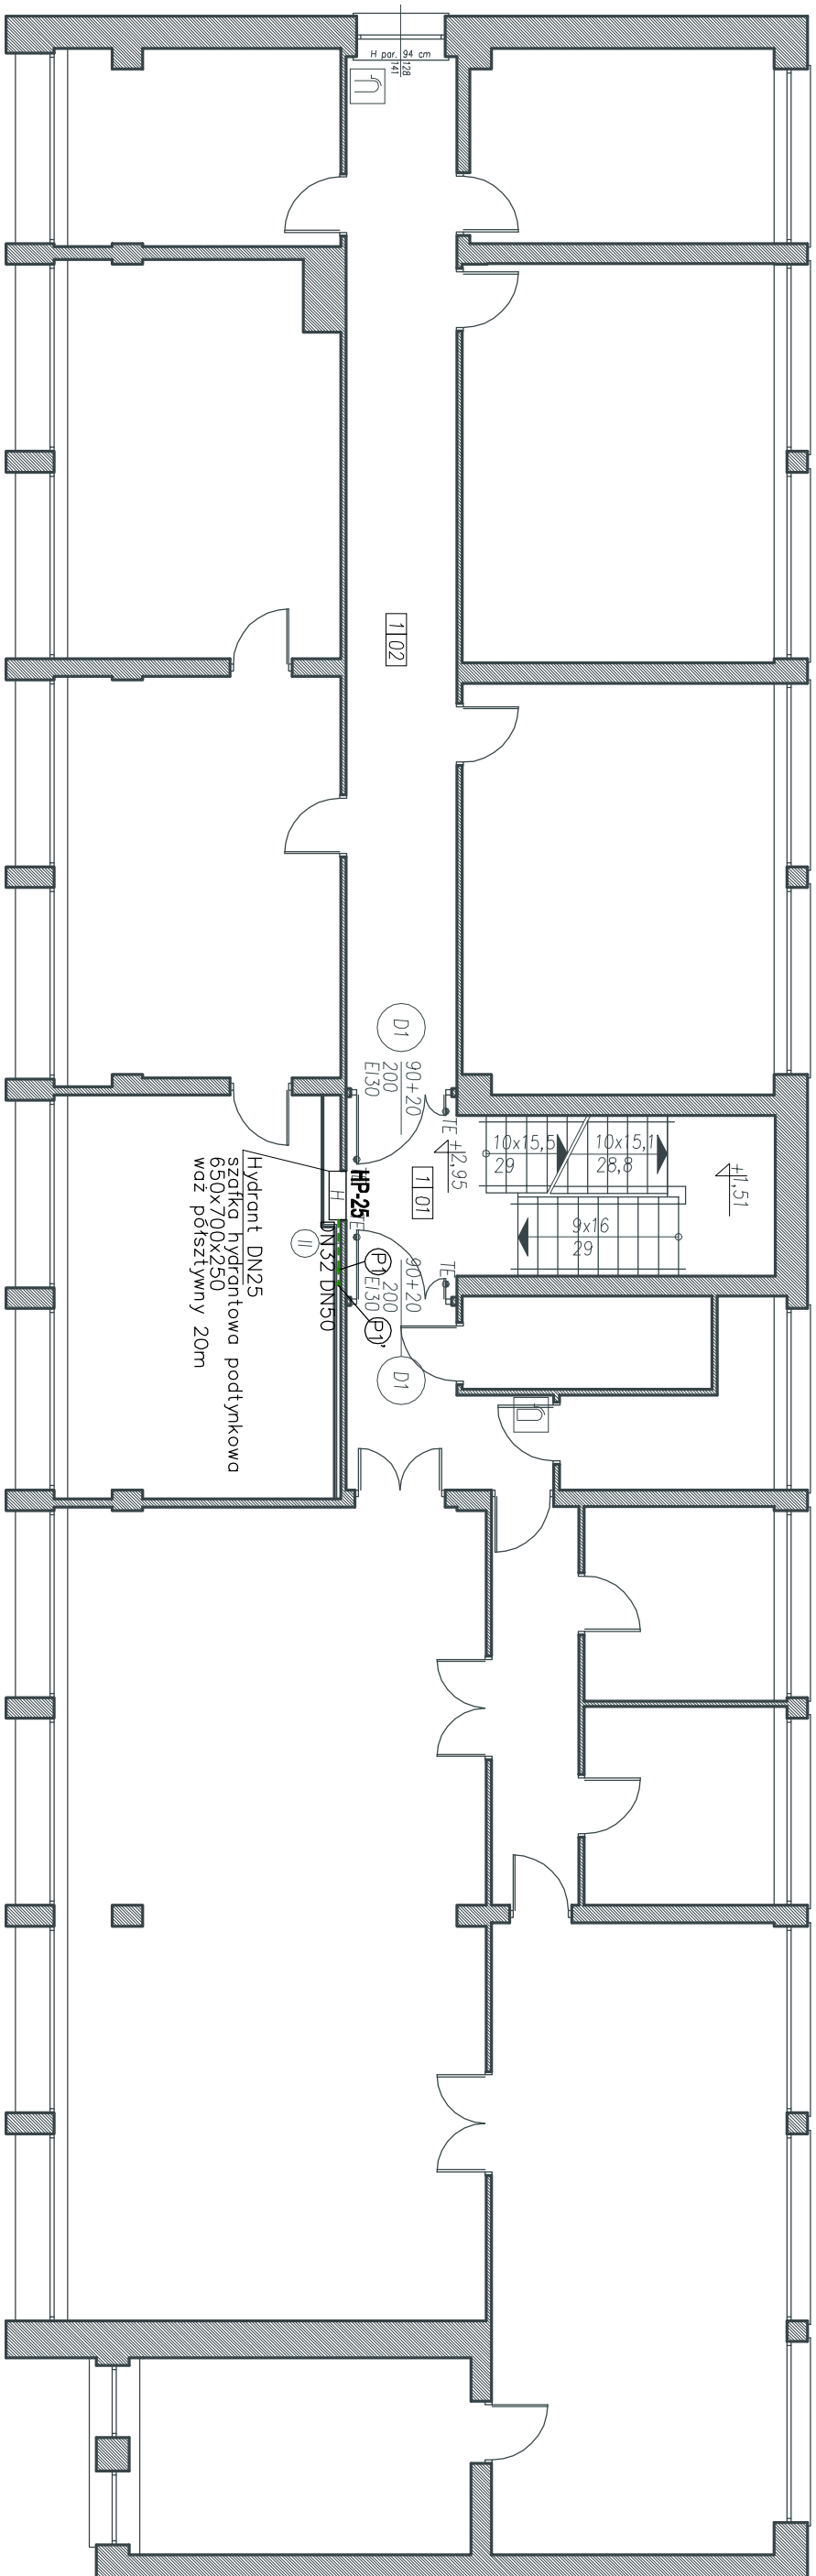 H par. 94 cm
128
141
1 02
D1
90+20
200
EI30
TE
+2,95
1 01
10x15,5
29
10x15,1
28,8
+1,51
9x16
29
HP-25
H
TE
TE
DN32 DN50
II
P1
P1'
90+20
200
EI30
D1
Hydrant DN25
szafka hydrantowa podtynkowa
650x700x250
wąż półsztywny 20m